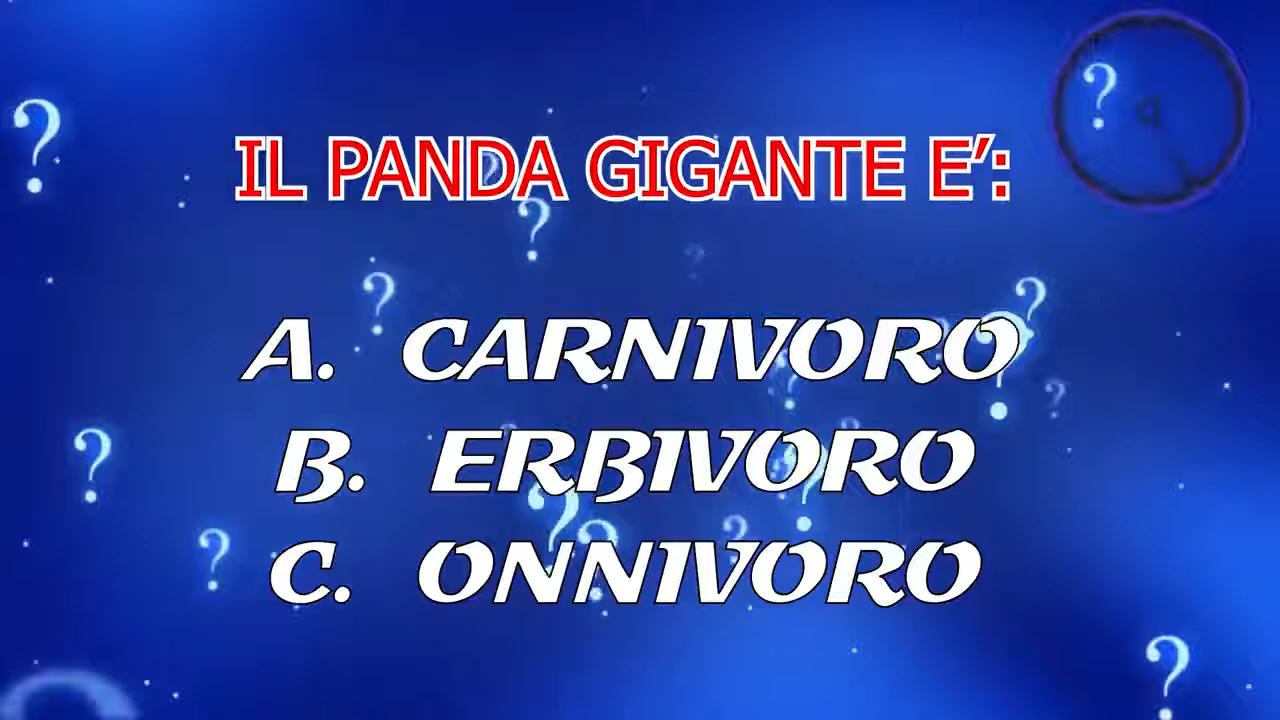 IL PANDA GIGANTE E’:
A. CARNIVORO
B. ERBIVORO
C. ONNIVORO